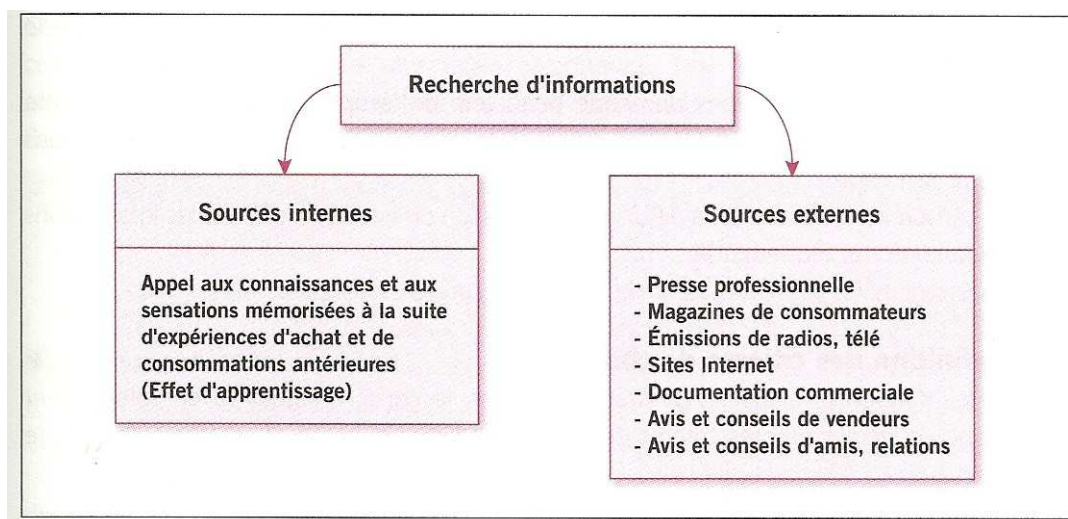 Recherche d'informations
Sources internes
Appel aux connaissances et aux
sensations mémorisées à la suite
d'expériences d'achat et de
consommations antérieures
(Effet d'apprentissage)
Sources externes
- Presse professionnelle
- Magazines de consommateurs
- Émissions de radios, télé
- Sites Internet
- Documentation commerciale
- Avis et conseils de vendeurs
- Avis et conseils d'amis, relations